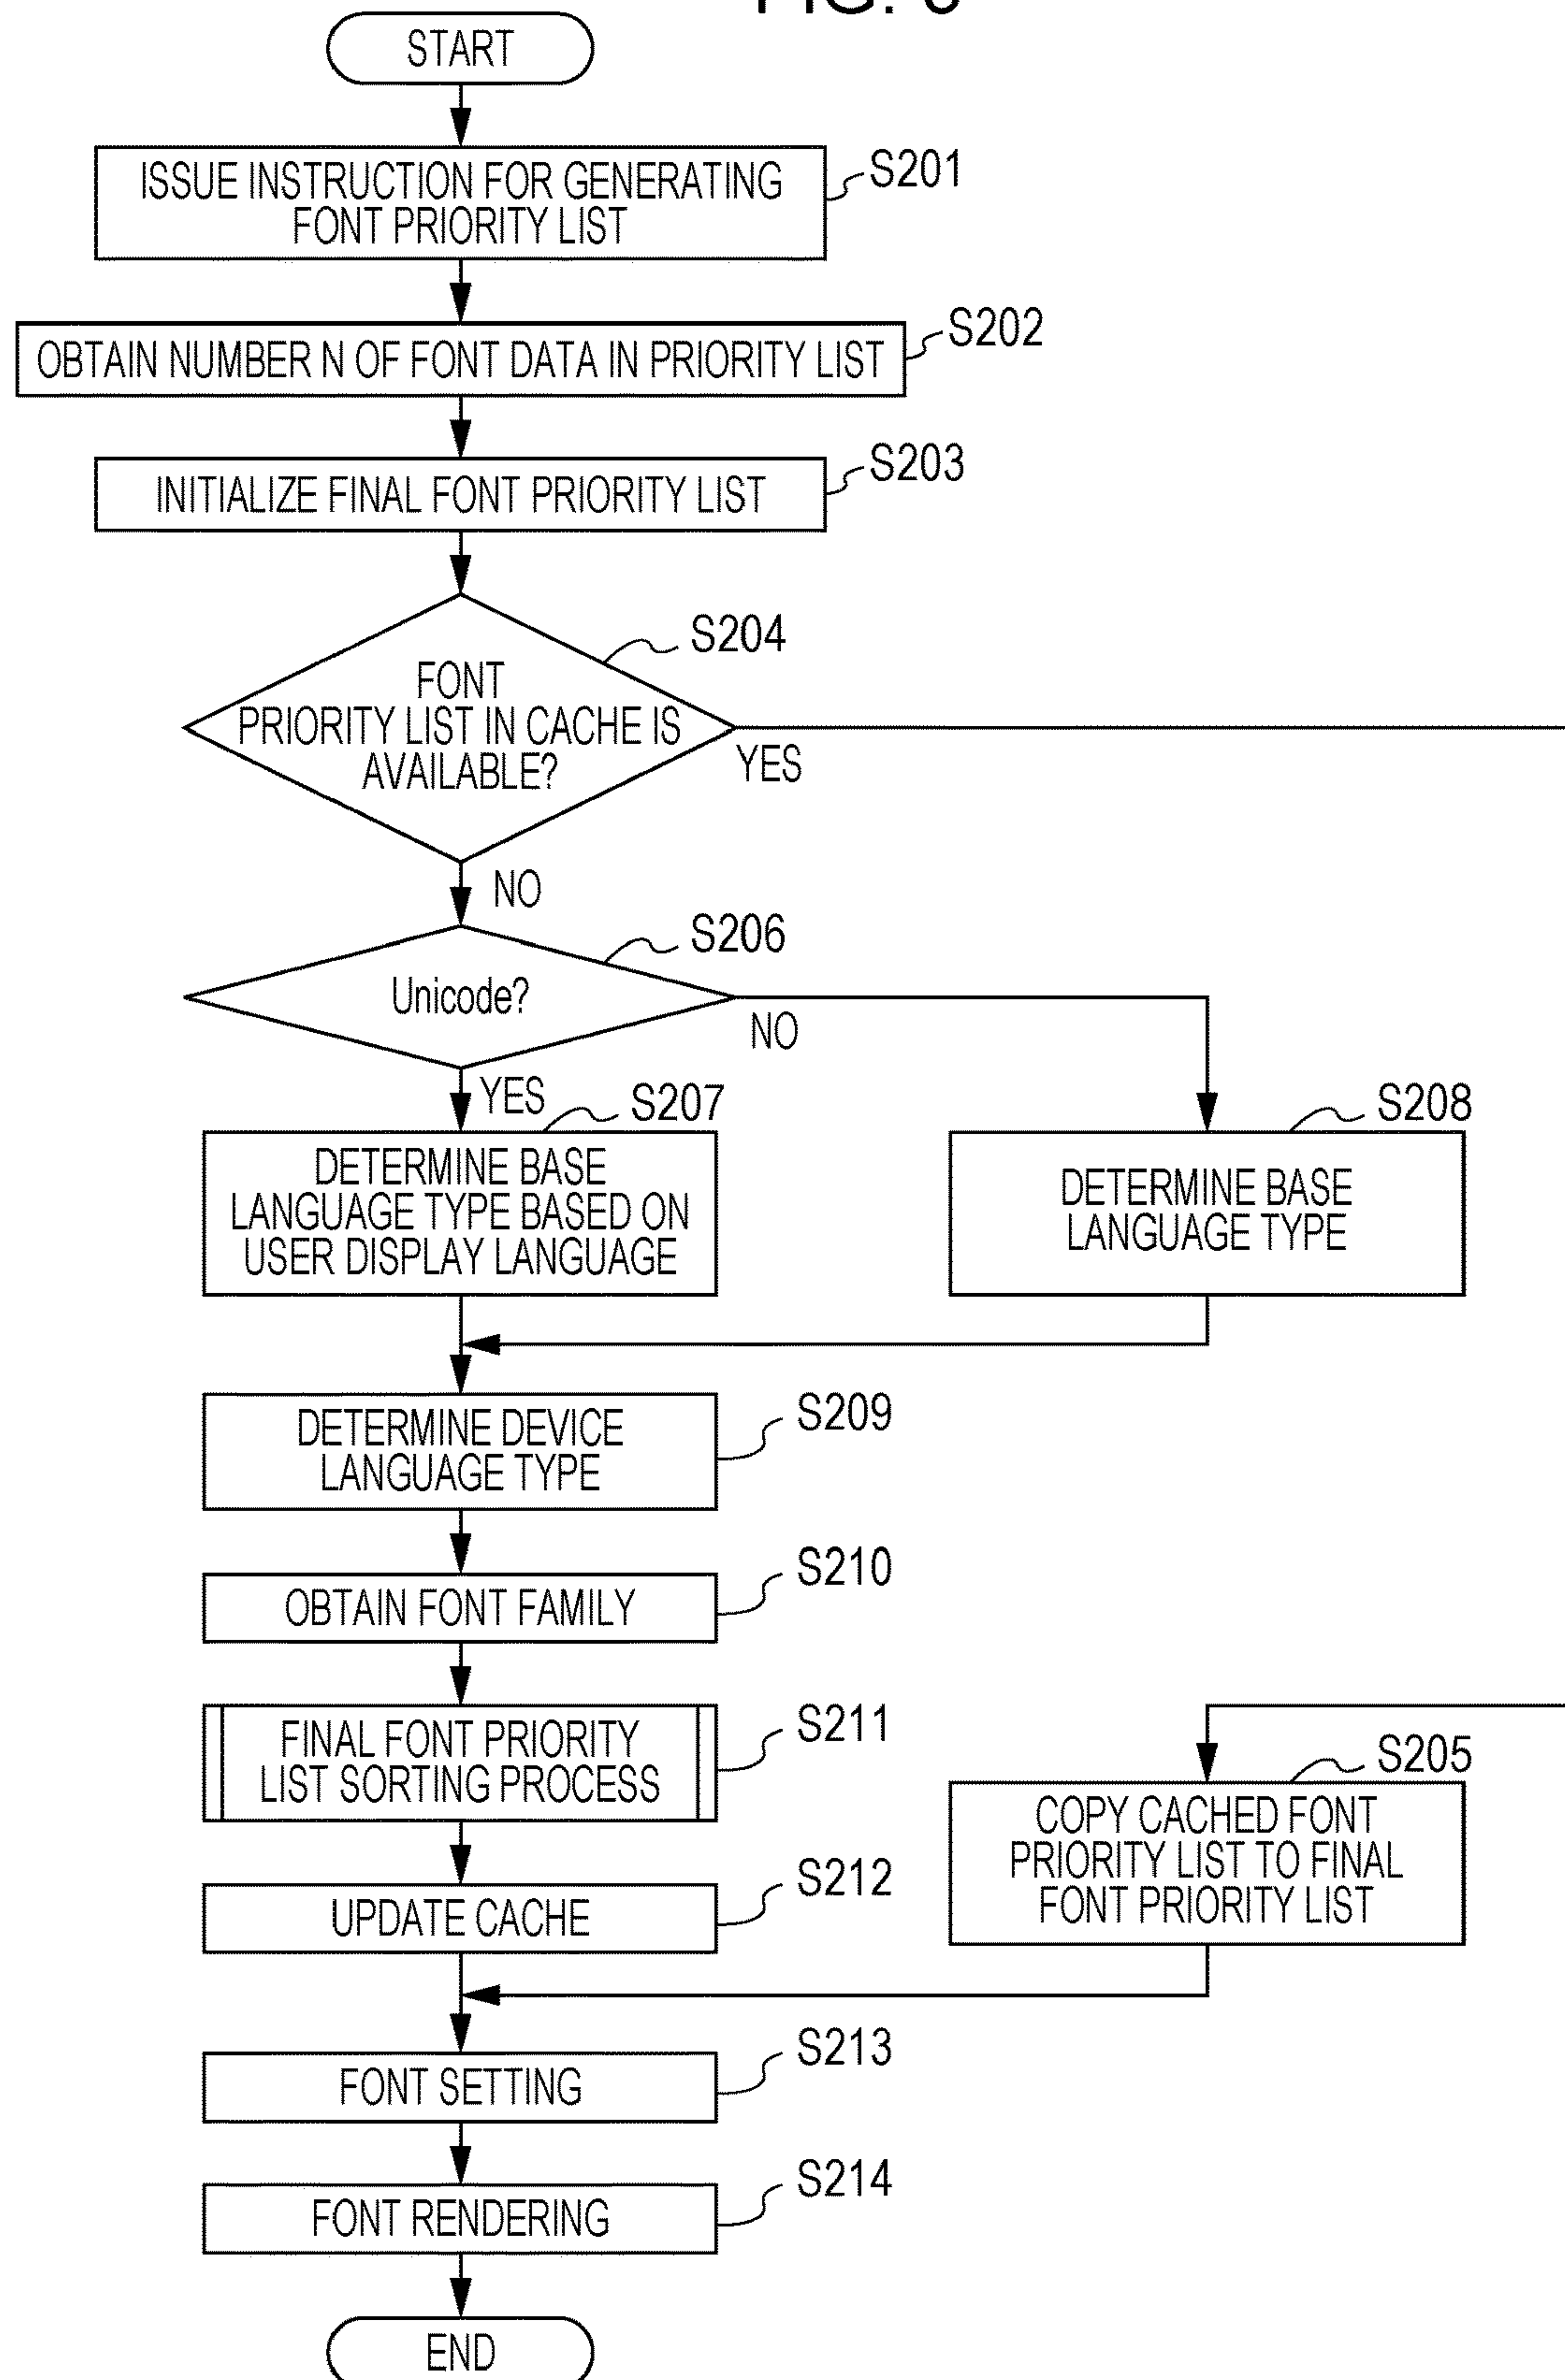 START
ISSUE INSTRUCTION FOR GENERATING
FONT PRIORITY LIST
S201
OBTAIN NUMBER N OF FONT DATA IN PRIORITY LIST
S202
INITIALIZE FINAL FONT PRIORITY LIST
S203
S204
FONT
PRIORITY LIST IN CACHE IS
AVAILABLE?
YES
NO
S206
Unicode?
NO
YES
S207
DETERMINE BASE
LANGUAGE TYPE BASED ON
USER DISPLAY LANGUAGE
S208
DETERMINE BASE
LANGUAGE TYPE
DETERMINE DEVICE
LANGUAGE TYPE
S209
OBTAIN FONT FAMILY
S210
FINAL FONT PRIORITY
LIST SORTING PROCESS
S211
S205
COPY CACHED FONT
PRIORITY LIST TO FINAL
FONT PRIORITY LIST
UPDATE CACHE
S212
FONT SETTING
S213
FONT RENDERING
S214
END